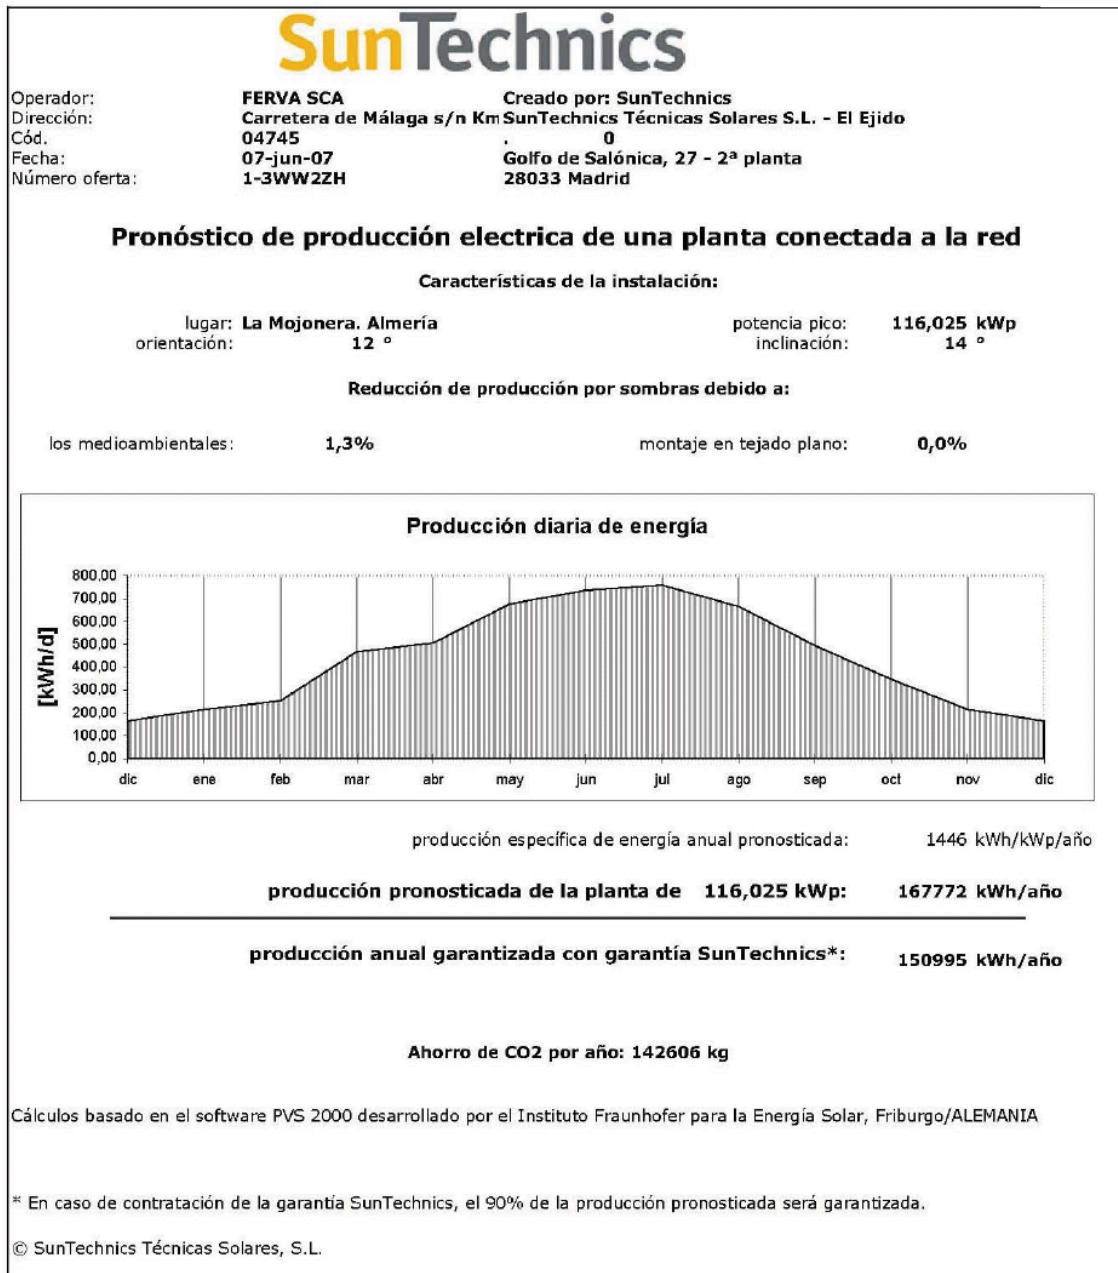 SunTechnics
Operador: FERVA SCA Creado por: SunTechnics
Dirección: Carretera de Málaga s/n Km SunTechnics Técnicas Solares S.L. - El Ejido
Cód. 04745 . 0
Fecha: 07-jun-07 Golfo de Salónica, 27 - 2ª planta
Número oferta: 1-3WW2ZH 28033 Madrid
Pronóstico de producción electrica de una planta conectada a la red
Características de la instalación:
lugar: La Mojonera. Almería potencia pico: 116,025 kWp
orientación: 12 º inclinación: 14 º
Reducción de producción por sombras debido a:
los medioambientales: 1,3% montaje en tejado plano: 0,0%
Producción diaria de energía
[kWh/d]
800,00
700,00
600,00
500,00
400,00
300,00
200,00
100,00
0,00
dic ene feb mar abr may jun jul ago sep oct nov dic
producción específica de energía anual pronosticada: 1446 kWh/kWp/año
producción pronosticada de la planta de 116,025 kWp: 167772 kWh/año
producción anual garantizada con garantía SunTechnics*: 150995 kWh/año
Ahorro de CO2 por año: 142606 kg
Cálculos basado en el software PVS 2000 desarrollado por el Instituto Fraunhofer para la Energía Solar, Friburgo/ALEMANIA
* En caso de contratación de la garantía SunTechnics, el 90% de la producción pronosticada será garantizada.
© SunTechnics Técnicas Solares, S.L.